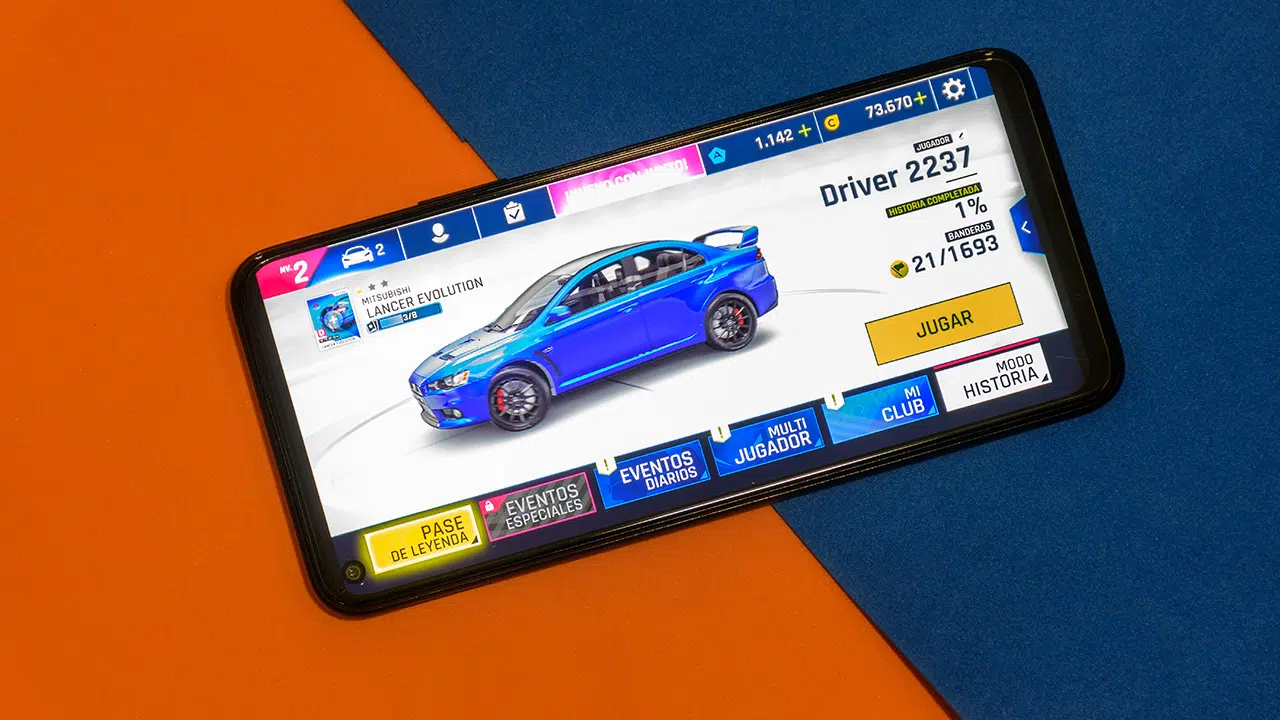 NV. 2
2
1.142
C
73.670
MITSUBISHI
LANCER EVOLUTION
3/8
JUGADOR
Driver 2237
HISTORIA COMPLETADA
1%
BANDERAS
21/1693
JUGAR
PASE
DE LEYENDA
EVENTOS
ESPECIALES
EVENTOS
DIARIOS
MULTI
JUGADOR
MI
CLUB
MODO
HISTORIA